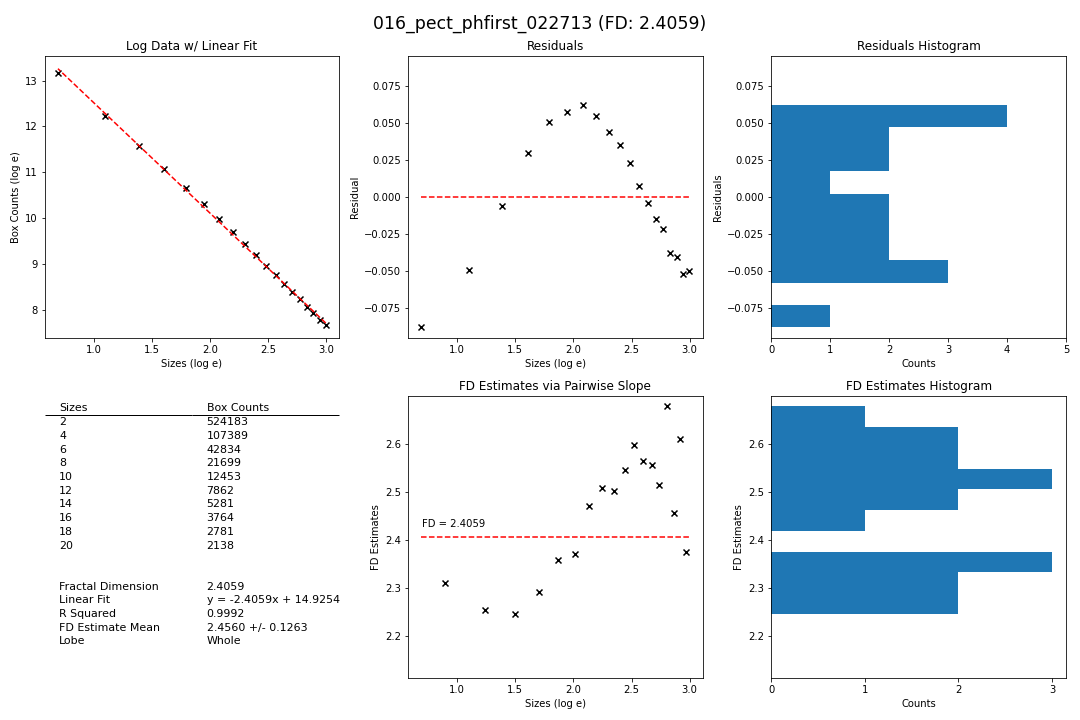 016_pect_phfirst_022713 (FD: 2.4059)
Log Data w/ Linear Fit
13
12
11
10
9
8
Box Counts (log e)
1.0 1.5 2.0 2.5 3.0
Sizes (log e)
Residuals
0.075
0.050
0.025
0.000
−0.025
−0.050
−0.075
Residual
1.0 1.5 2.0 2.5 3.0
Sizes (log e)
Residuals Histogram
0.075
0.050
0.025
0.000
−0.025
−0.050
−0.075
Residuals
0 1 2 3 4 5
Counts
Sizes Box Counts
2 524183
4 107389
6 42834
8 21699
10 12453
12 7862
14 5281
16 3764
18 2781
20 2138
Fractal Dimension 2.4059
Linear Fit y = -2.4059x + 14.9254
R Squared 0.9992
FD Estimate Mean 2.4560 +/- 0.1263
Lobe Whole
FD Estimates via Pairwise Slope
2.6
2.5
2.4
2.3
2.2
FD Estimates
FD = 2.4059
1.0 1.5 2.0 2.5 3.0
Sizes (log e)
FD Estimates Histogram
2.6
2.5
2.4
2.3
2.2
FD Estimates
0 1 2 3
Counts